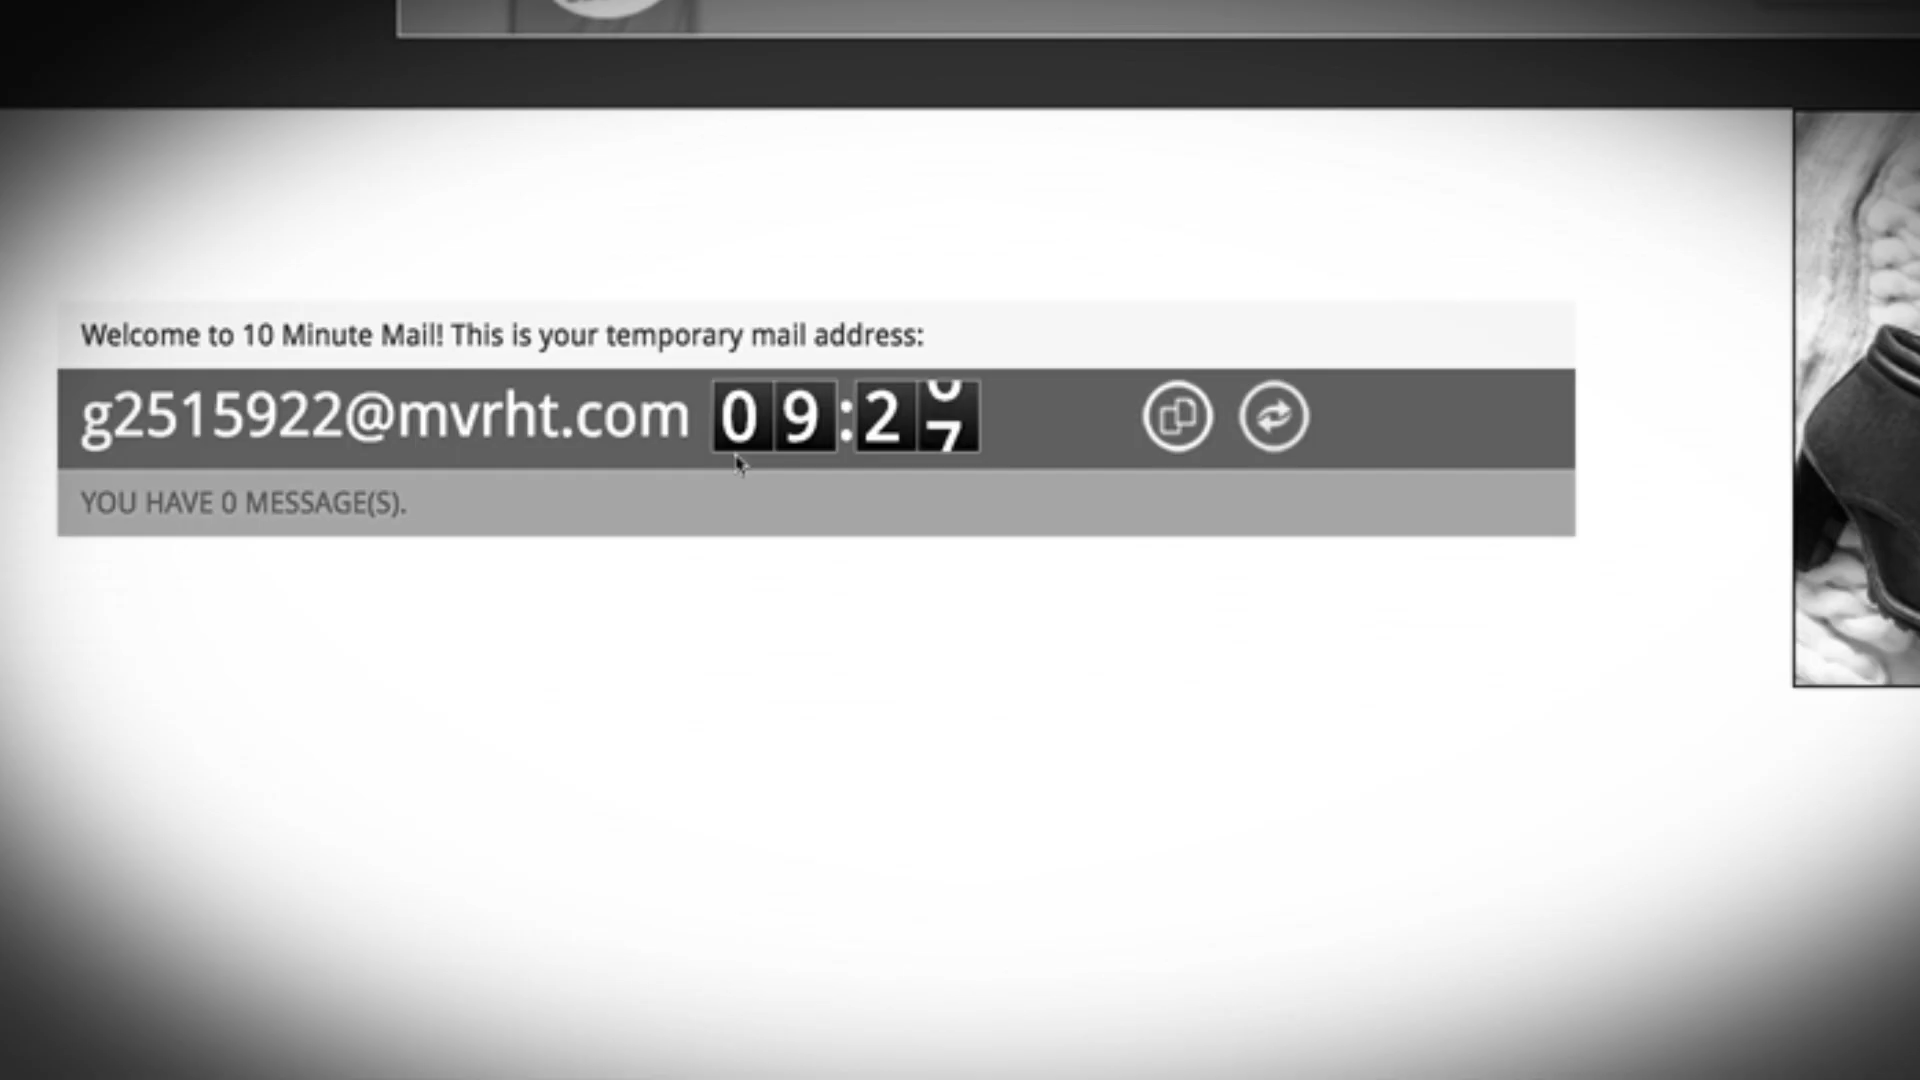 Welcome to 10 Minute Mail! This is your temporary mail address:
g2515922@mvrht.com 09:2
YOU HAVE 0 MESSAGE(S).